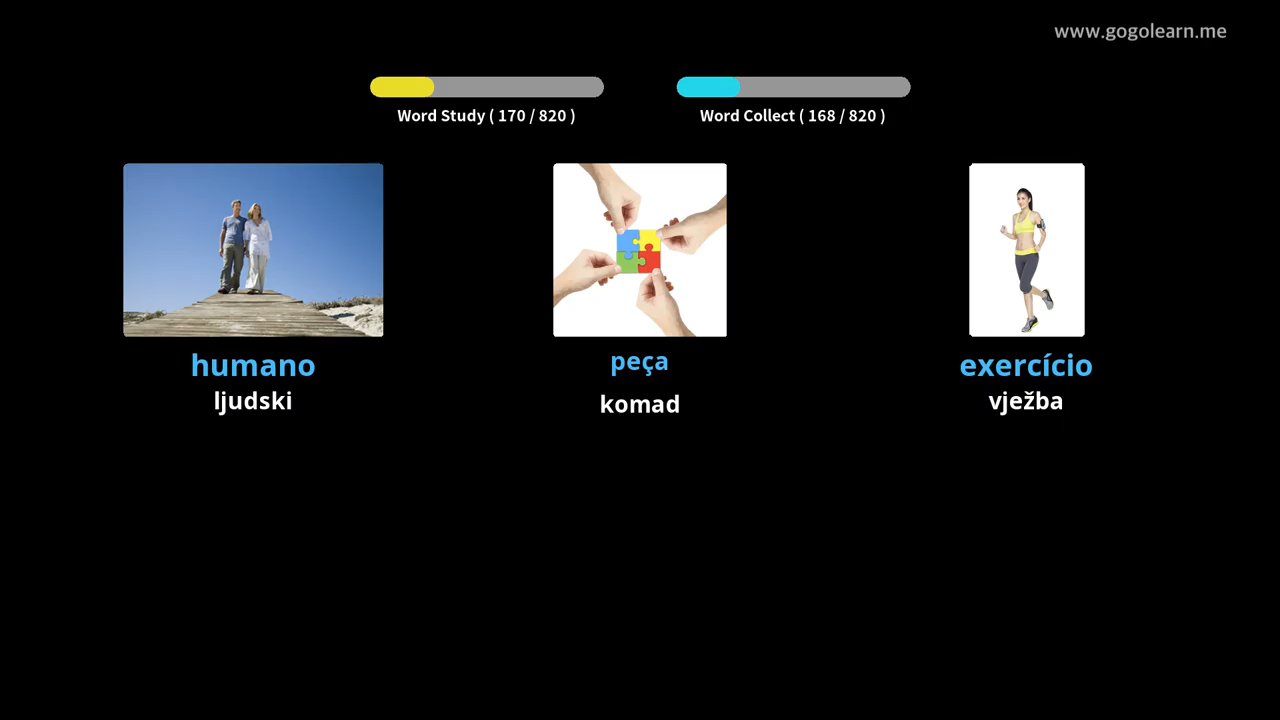 www.gogolearn.me
Word Study ( 170 / 820 )
Word Collect ( 168 / 820 )
humano
ljudski
peça
komad
exercício
vježba